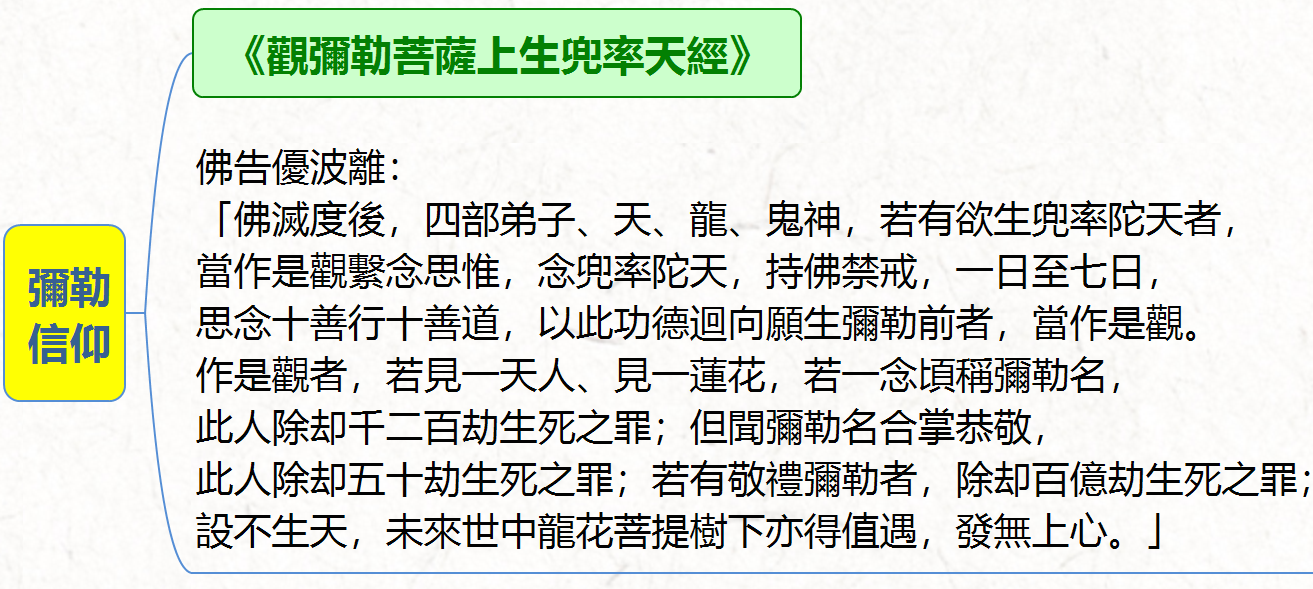 《觀彌勒菩薩上生兜率天經》
彌勒
信仰
佛告優波離：
「佛滅度後，四部弟子、天、龍、鬼神，若有欲生兜率陀天者，
當作是觀繫念思惟，念兜率陀天，持佛禁戒，一日至七日，
思念十善行十善道，以此功德迴向願生彌勒前者，當作是觀。
作是觀者，若見一天人、見一蓮花，若一念頃稱彌勒名，
此人除却千二百劫生死之罪；但聞彌勒名合掌恭敬，
此人除却五十劫生死之罪；若有敬禮彌勒者，除却百億劫生死之罪；
設不生天，未來世中龍花菩提樹下亦得值遇，發無上心。」